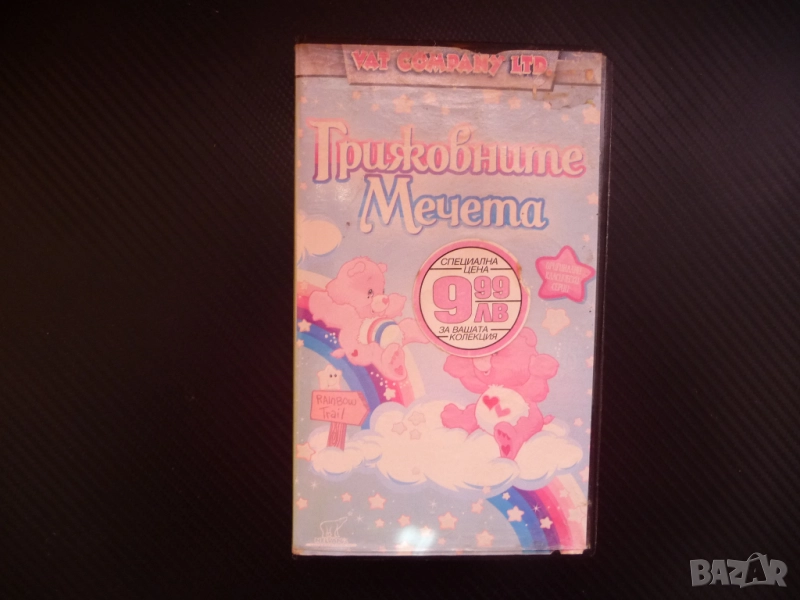 VAT COMPANY LTD.
Грижовните
Мечета
СПЕЦИАЛНА
ЦЕНА
9 99
ЛВ
ЗА ВАШАТА
КОЛЕКЦИЯ
RAINBOW
Trail
BAZAR